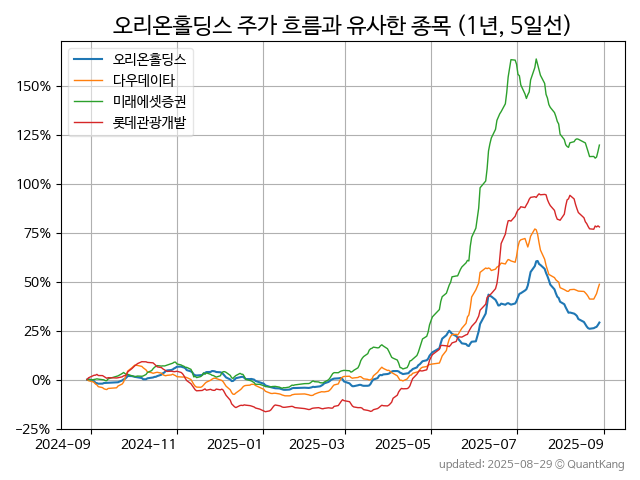 오리온홀딩스 주가 흐름과 유사한 종목 (1년, 5일선)
오리온홀딩스
다우데이타
미래에셋증권
롯데관광개발
150%
125%
100%
75%
50%
25%
0%
−25%
2024−09 2024−11 2025−01 2025−03 2025−05 2025−07 2025−09
updated: 2025−08−29 © QuantKang